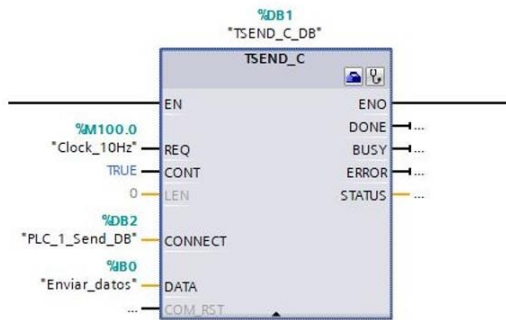 %DB1
"TSEND_C_DB"
TSEND_C
EN ENO
DONE ...
%M100.0
"Clock_10Hz" REQ BUSY ...
TRUE CONT ERROR ...
0 LEN STATUS ...
%DB2
"PLC_1_Send_DB" CONNECT
%IB0
"Enviar_datos" DATA
... COM_RST